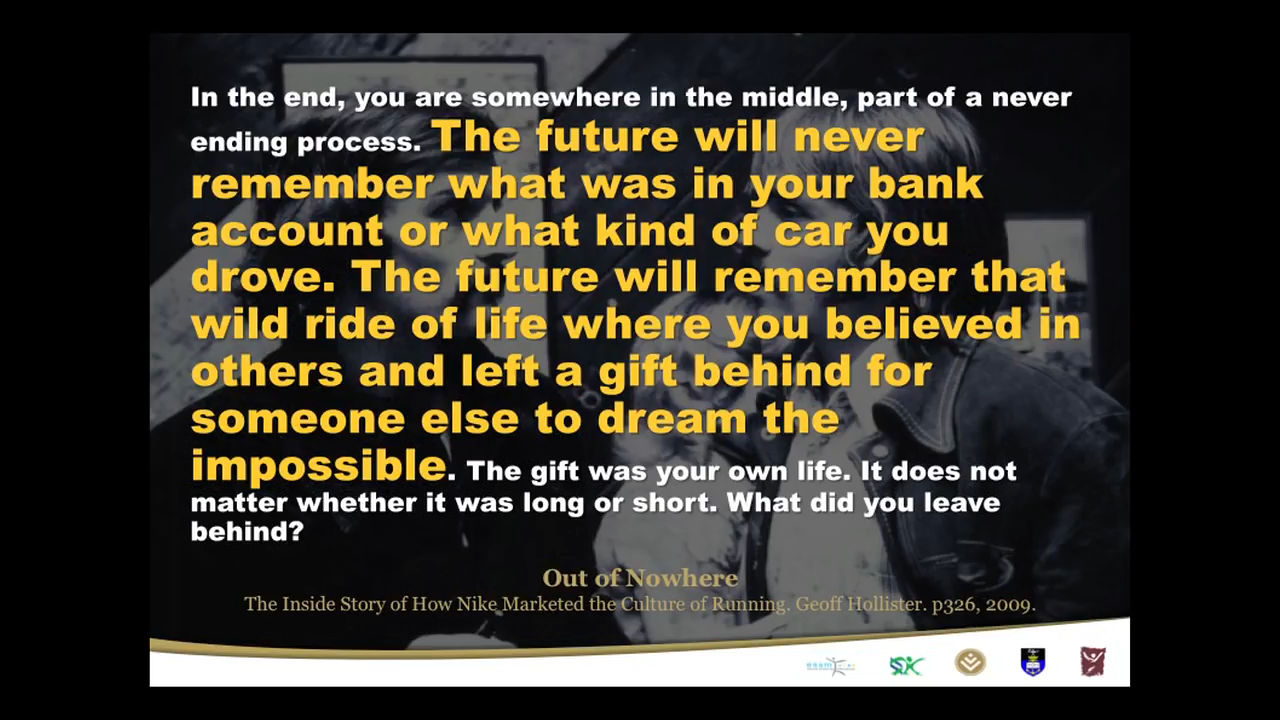 In the end, you are somewhere in the middle, part of a never
ending process. The future will never
remember what was in your bank
account or what kind of car you
drove. The future will remember that
wild ride of life where you believed in
others and left a gift behind for
someone else to dream the
impossible. The gift was your own life. It does not
matter whether it was long or short. What did you leave
behind?
Out of Nowhere
The Inside Story of How Nike Marketed the Culture of Running. Geoff Hollister. p326, 2009.